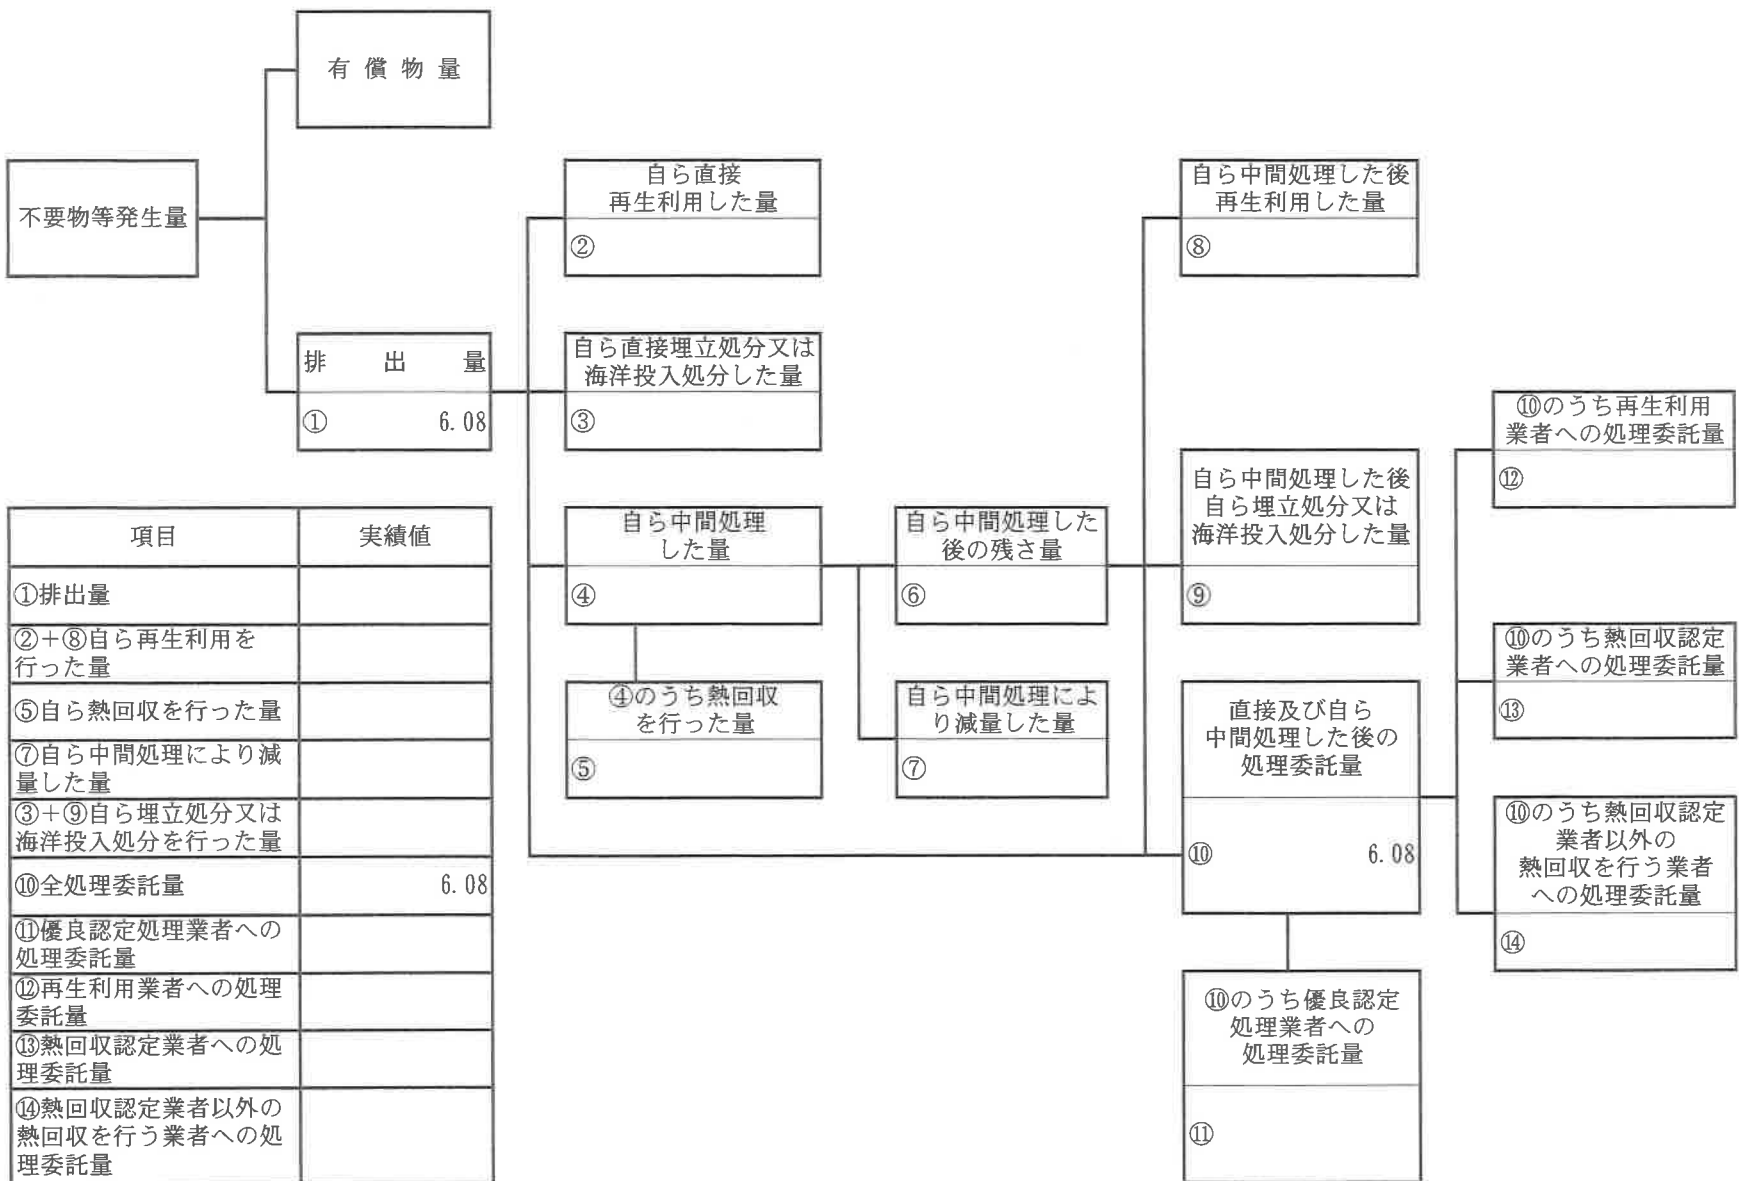 有償物量
不要物等発生量
排出量
① 6.08
自ら直接
再生利用した量
②
自ら直接埋立処分又は
海洋投入処分した量
③
自ら中間処理
した量
④
④のうち熱回収
を行った量
⑤
自ら中間処理した
後の残さ量
⑥
自ら中間処理によ
り減量した量
⑦
自ら中間処理した後
再生利用した量
⑧
自ら中間処理した後
自ら埋立処分又は
海洋投入処分した量
⑨
直接及び自ら
中間処理した後の
処理委託量
⑩ 6.08
⑩のうち優良認定
処理業者への
処理委託量
⑪
⑩のうち再生利用
業者への処理委託量
⑫
⑩のうち熱回収認定
業者への処理委託量
⑬
⑩のうち熱回収認定
業者以外の
熱回収を行う業者
への処理委託量
⑭
項目 実績値
①排出量
②＋⑧自ら再生利用を
行った量
⑤自ら熱回収を行った量
⑦自ら中間処理により減
量した量
③＋⑨自ら埋立処分又は
海洋投入処分を行った量
⑩全処理委託量 6.08
⑪優良認定処理業者への
処理委託量
⑫再生利用業者への処理
委託量
⑬熱回収認定業者への処
理委託量
⑭熱回収認定業者以外の
熱回収を行う業者への処
理委託量